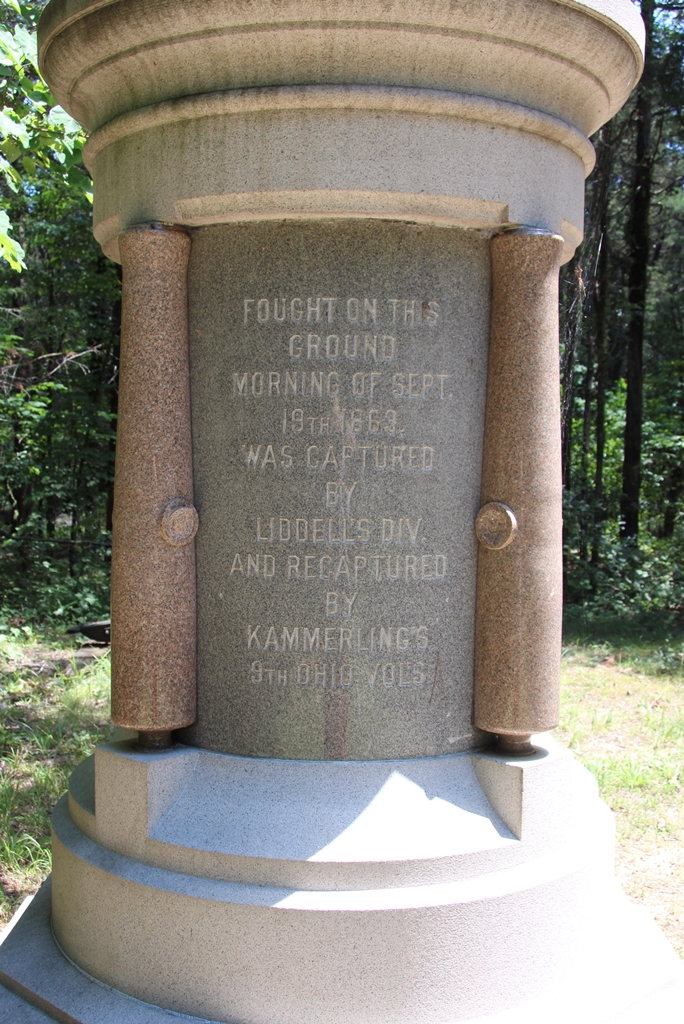 FOUGHT ON THIS
GROUND
MORNING OF SEPT.
19TH 1863.
WAS CAPTURED
BY
LIDDELL'S DIV.
AND RECAPTURED
BY
KAMMERLING'S
9TH OHIO VOLS